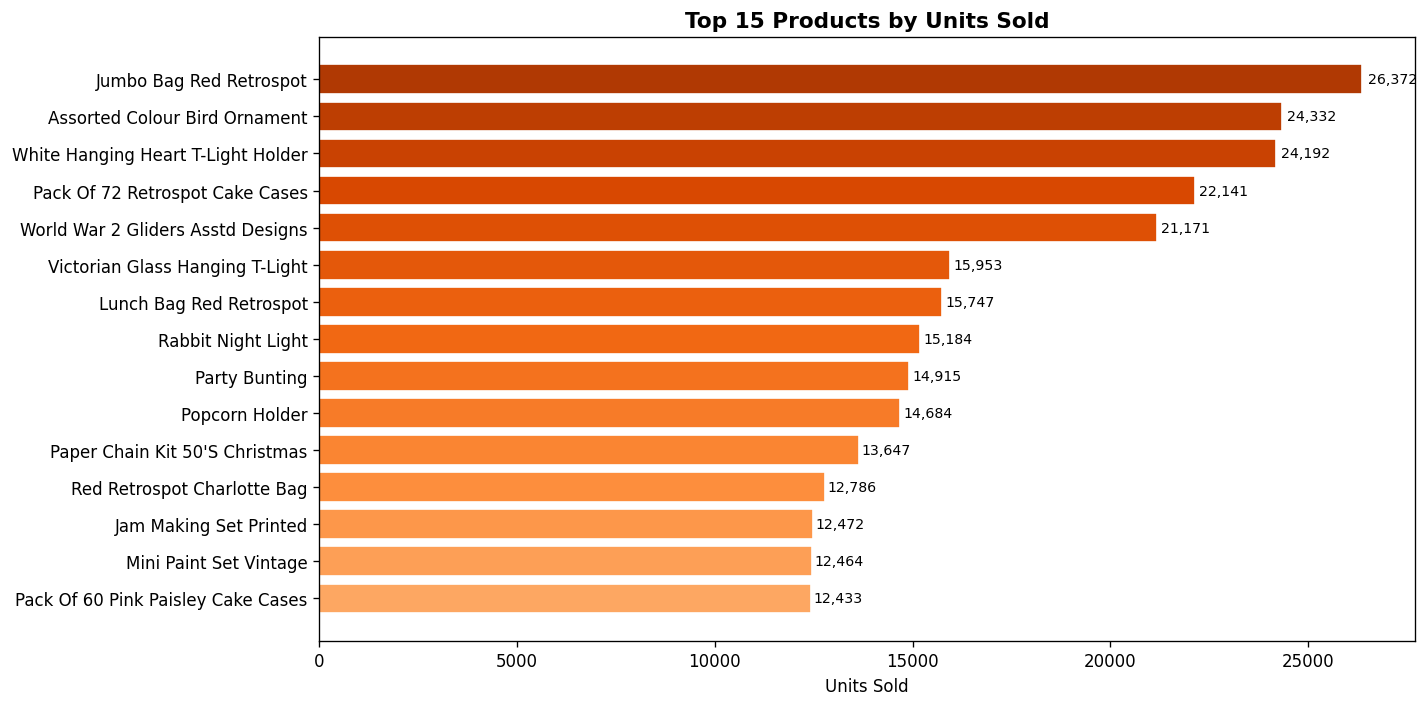 Top 15 Products by Units Sold
Jumbo Bag Red Retrospot 26,372
Assorted Colour Bird Ornament 24,332
White Hanging Heart T-Light Holder 24,192
Pack Of 72 Retrospot Cake Cases 22,141
World War 2 Gliders Asstd Designs 21,171
Victorian Glass Hanging T-Light 15,953
Lunch Bag Red Retrospot 15,747
Rabbit Night Light 15,184
Party Bunting 14,915
Popcorn Holder 14,684
Paper Chain Kit 50'S Christmas 13,647
Red Retrospot Charlotte Bag 12,786
Jam Making Set Printed 12,472
Mini Paint Set Vintage 12,464
Pack Of 60 Pink Paisley Cake Cases 12,433
0 5000 10000 15000 20000 25000
Units Sold